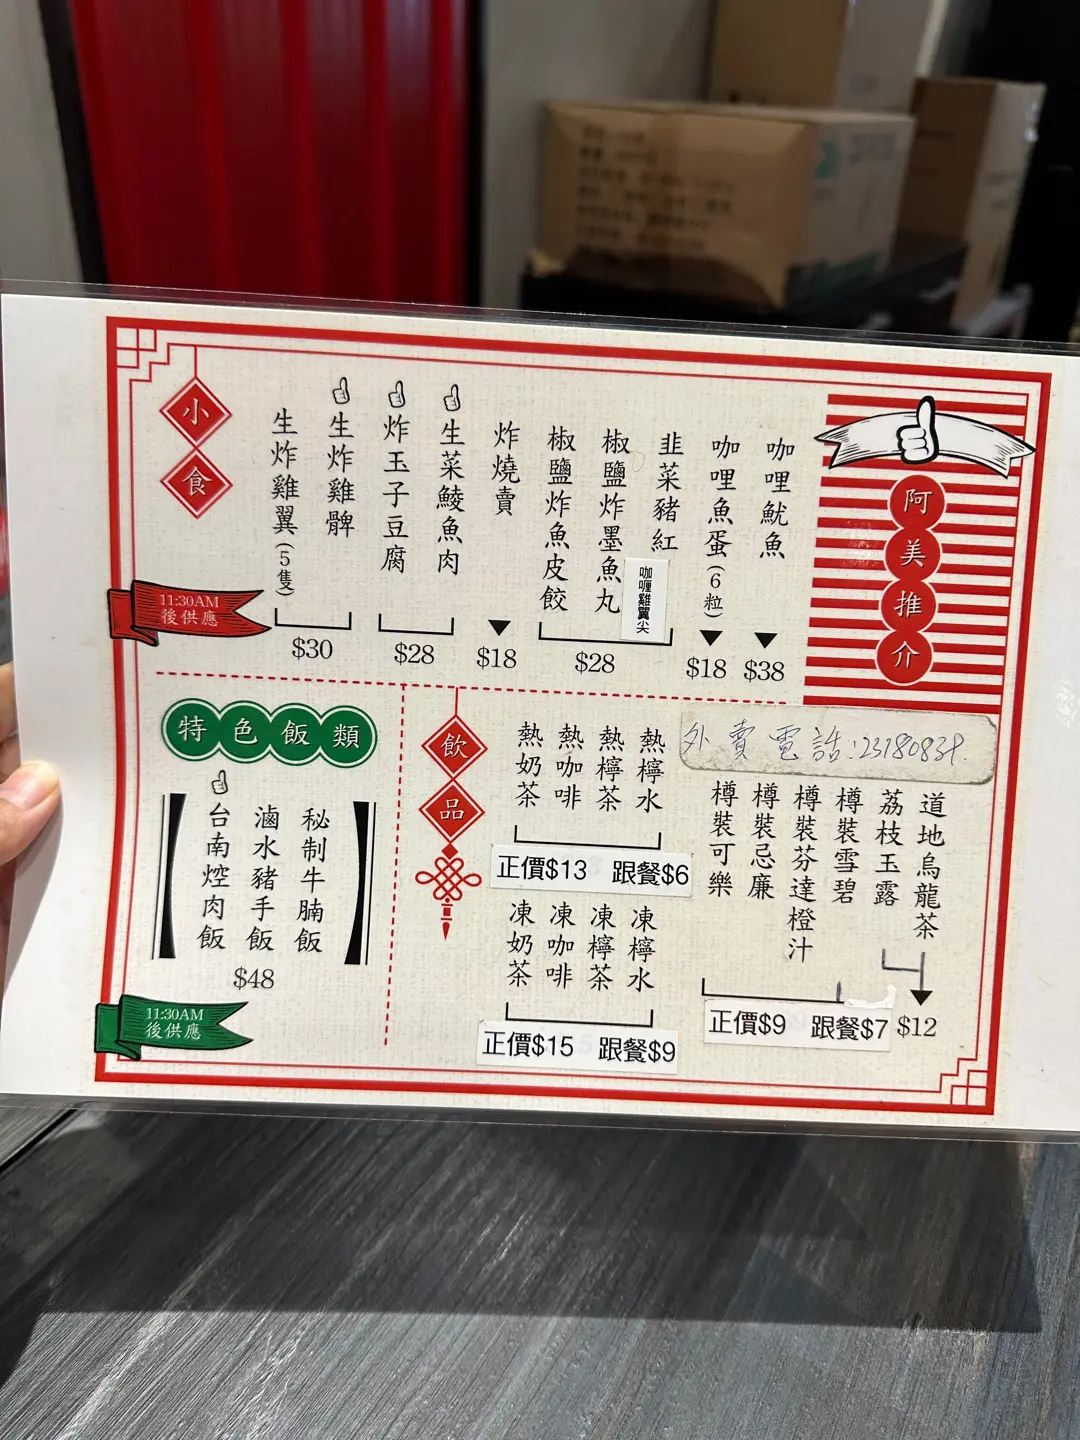 阿美推介
咖哩魷魚
$38
咖哩魚蛋(6粒)
$18
韭菜豬紅
咖喱雞翼尖
椒鹽炸墨魚丸
椒鹽炸魚皮餃
$28
炸燒賣
$18
生菜鯪魚肉
炸玉子豆腐
$28
生炸雞髀
生炸雞翼(5隻)
$30
小食
11:30AM
後供應
外賣電話:23180838
道地烏龍茶
荔枝玉露
$12
樽裝雪碧
樽裝芬達橙汁
樽裝忌廉
樽裝可樂
正價$9 跟餐$7
熱檸水
熱檸茶
熱咖啡
熱奶茶
正價$13 跟餐$6
凍檸水
凍檸茶
凍咖啡
凍奶茶
正價$15 跟餐$9
飲品
特色飯類
秘制牛腩飯
滷水豬手飯
台南焢肉飯
$48
11:30AM
後供應